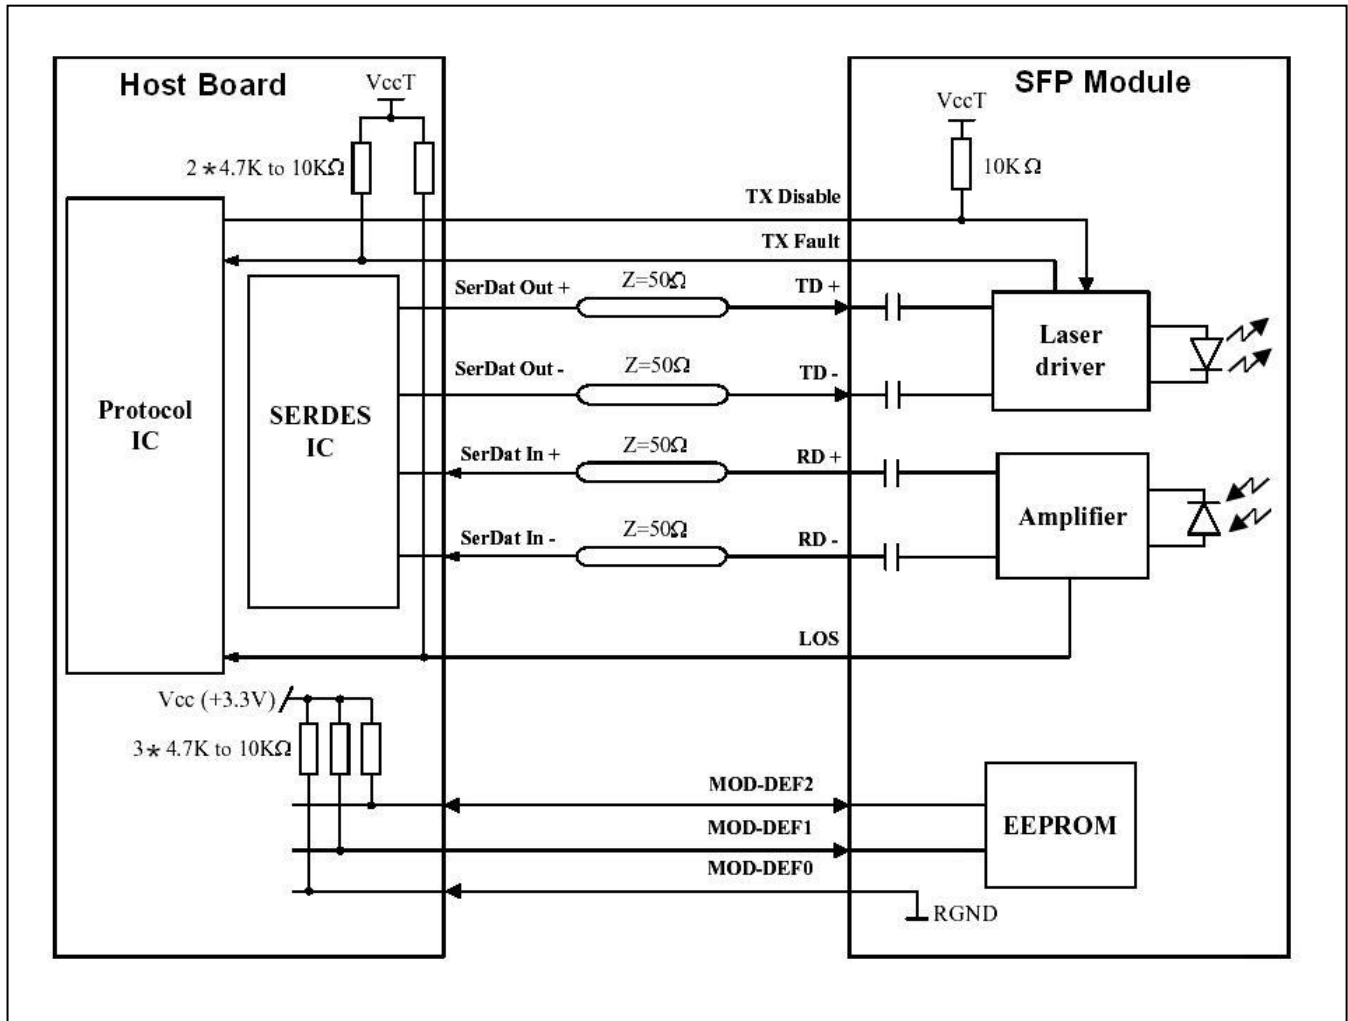 Host Board
SFP Module
VccT
VccT
2*4.7K to 10KΩ
10KΩ
TX Disable
TX Fault
SerDat Out +
Z=50Ω
TD +
Laser
driver
SerDat Out -
Z=50Ω
TD -
Protocol
IC
SERDES
IC
SerDat In +
Z=50Ω
RD +
Amplifier
SerDat In -
Z=50Ω
RD -
LOS
Vcc (+3.3V)
3*4.7K to 10KΩ
MOD-DEF2
MOD-DEF1
MOD-DEF0
EEPROM
RGND